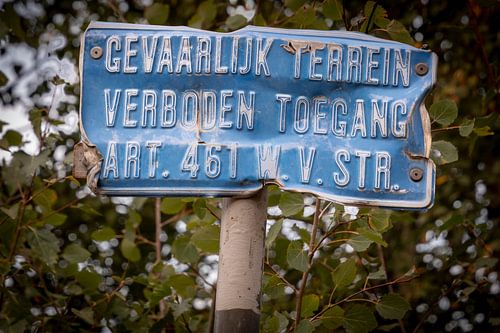 GEVAARLIJK TERREIN
VERBODEN TOEGANG
ART. 461 W. V. STR.